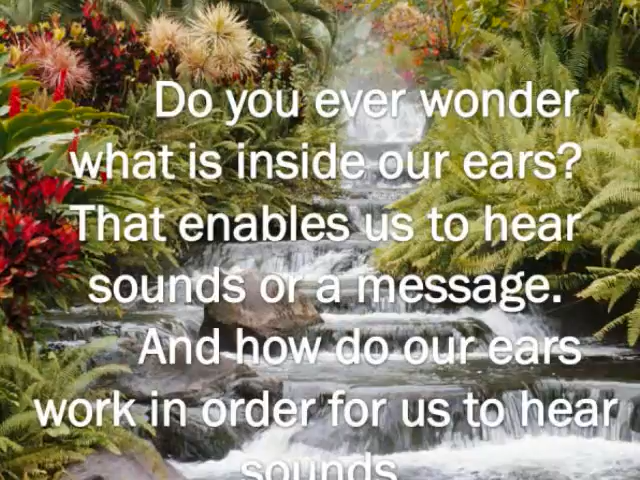 Do you ever wonder
what is inside our ears?
That enables us to hear
sounds or a message.
And how do our ears
work in order for us to hear
sounds